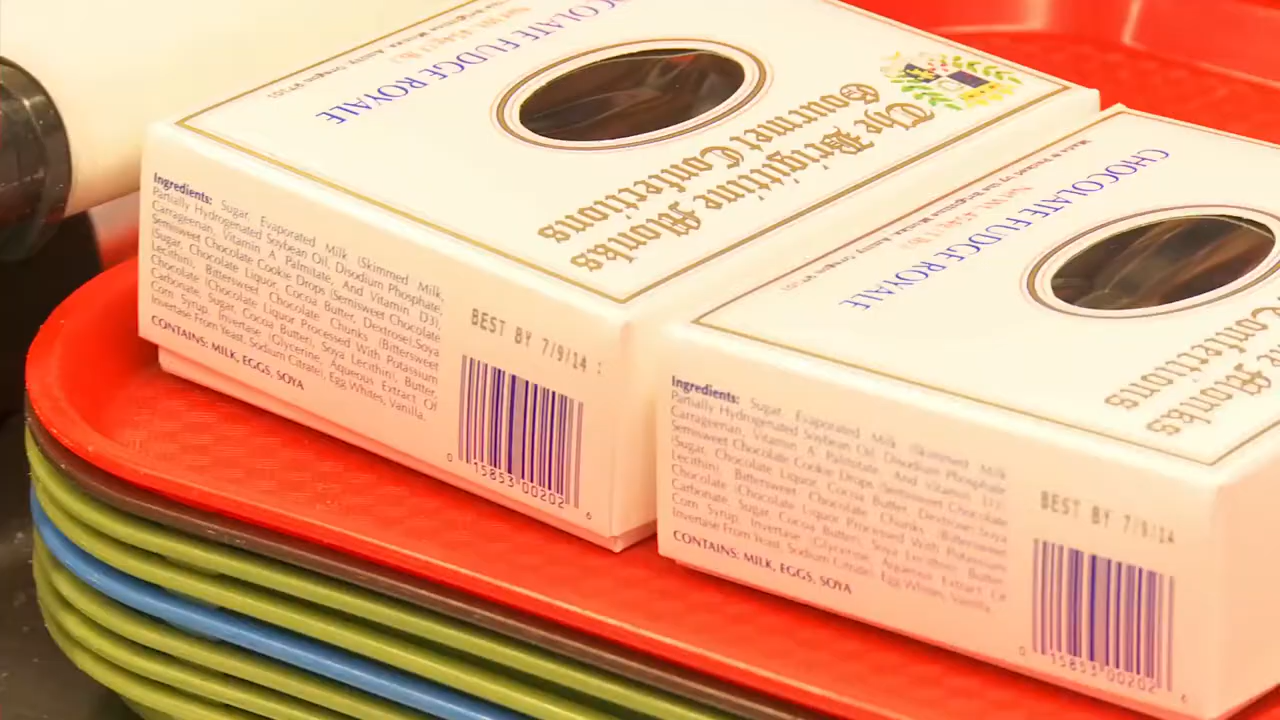 The Brigittine Monks
Gourmet Confections
CHOCOLATE FUDGE ROYALE
Ingredients: Sugar, Evaporated Milk (Skimmed Milk,
Partially Hydrogenated Soybean Oil, Disodium Phosphate,
Carrageenan, Vitamin A Palmitate, And Vitamin D3),
Semisweet Chocolate Cookie Drops (Semisweet Chocolate
(Sugar, Chocolate Liquor, Cocoa Butter, Dextrose),Soya
Lecithin), Bittersweet Chocolate Chunks (Bittersweet
Chocolate (Chocolate Liquor Processed With Potassium
Carbonate, Sugar, Cocoa Butter), Soya Lecithin), Butter,
Corn Syrup, Invertase (Glycerine, Aqueous Extract Of
Invertase From Yeast, Sodium Citrate), Egg Whites, Vanilla.
CONTAINS: MILK, EGGS, SOYA
BEST BY 7/9/14 :
0 15853 00202 6
Confections
Monks
CHOCOLATE FUDGE ROYALE
Ingredients: Sugar, Evaporated Milk (Skimmed Milk
Partially Hydrogenated Soybean Oil, Disodium Phosphate
Carrageenan, Vitamin A Palmitate, And Vitamin
Semisweet Chocolate Cookie Drops (Semisweet Chocolate
(Sugar, Chocolate Liquor, Cocoa Butter, Dextrose) Soya
Lecithin), Bittersweet Chocolate Chunks (Bittersweet
Chocolate (Chocolate Liquor Processed With Potassium
Carbonate, Sugar, Cocoa Butter), Soya Lecithin), Butter,
Corn Syrup, Invertase (Glycerine, Aqueous Extract
Invertase From Yeast, Sodium Citrate), Egg Whites, Vanilla
CONTAINS: MILK, EGGS, SOYA
BEST BY 7/9/14
0 15853 00202 6